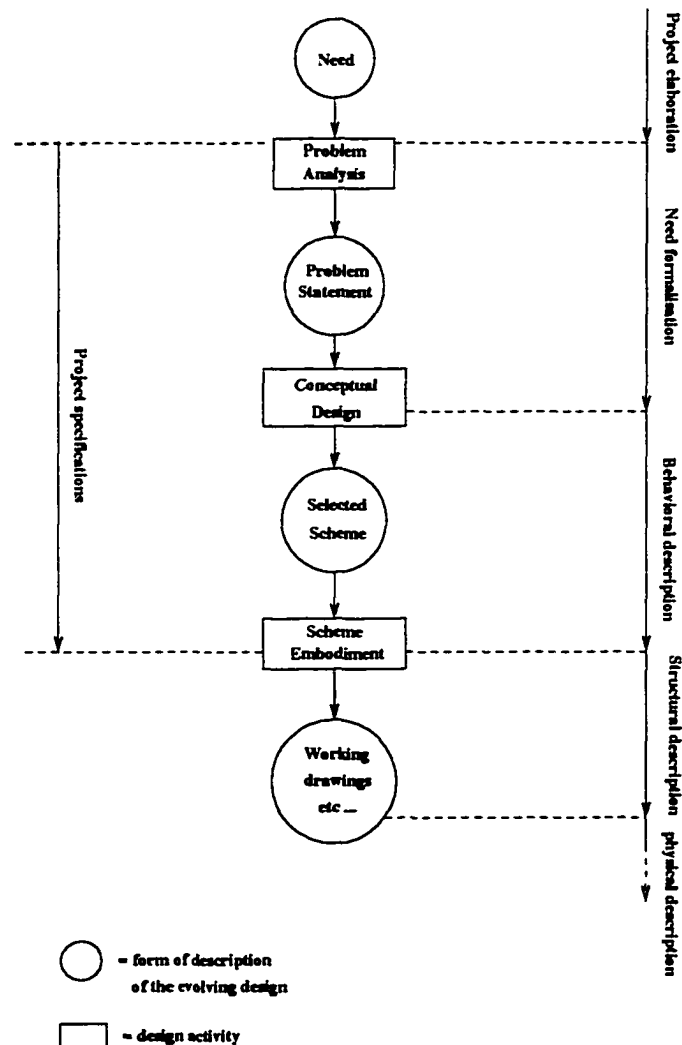 Need
Project elaboration
Problem
Analysis
Need formalisation
Problem
Statement
Project specifications
Conceptual
Design
Behavioral description
Selected
Scheme
Scheme
Embodiment
Structural description
Working
drawings
etc ...
physical description
= form of description
of the evolving design
= design activity